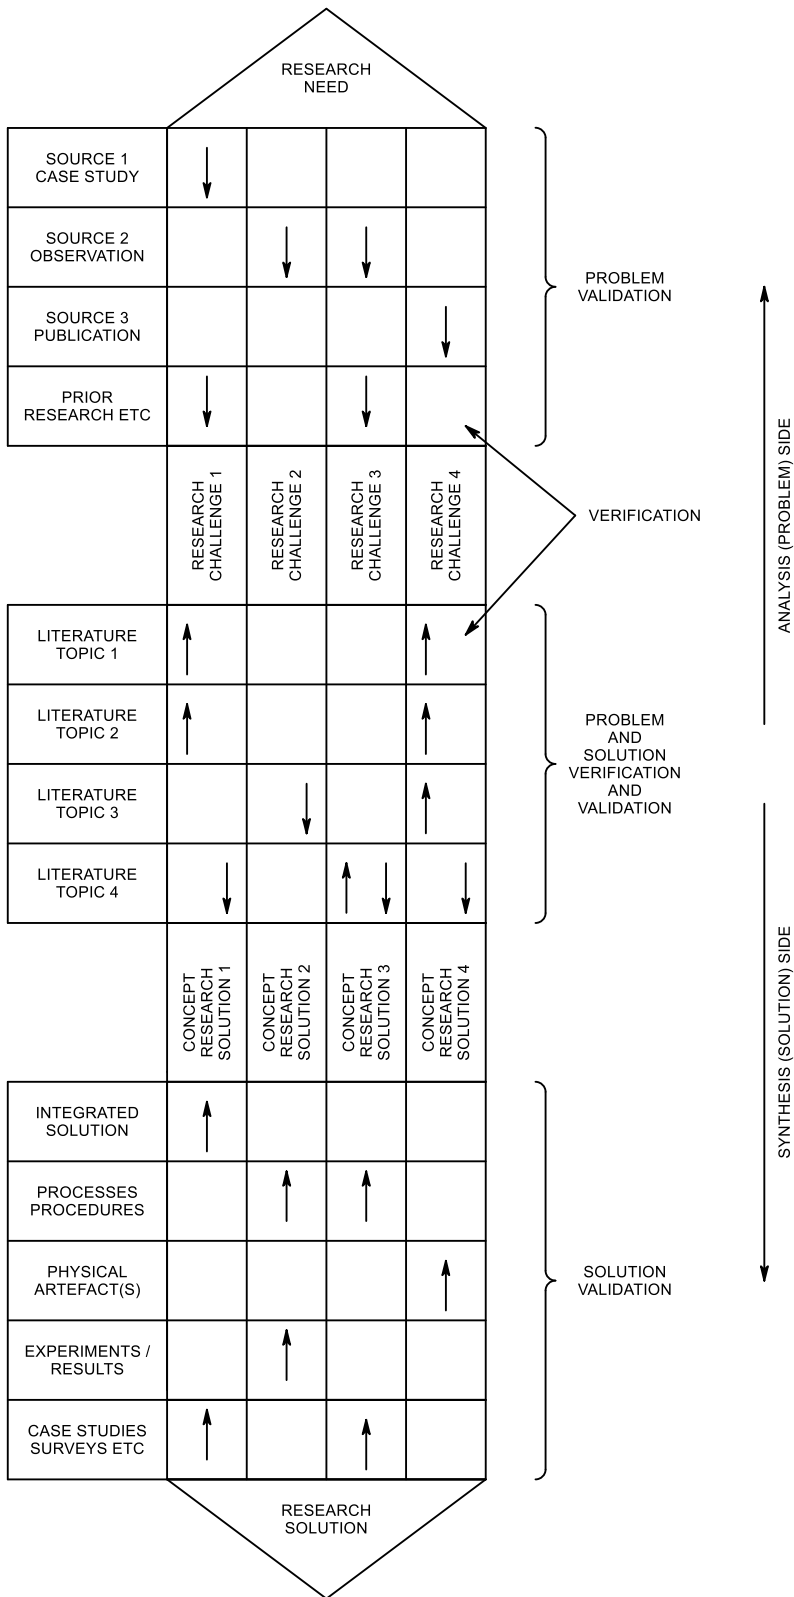 RESEARCH
NEED
SOURCE 1
CASE STUDY
SOURCE 2
OBSERVATION
SOURCE 3
PUBLICATION
PRIOR
RESEARCH ETC
PROBLEM
VALIDATION
RESEARCH
CHALLENGE 1
RESEARCH
CHALLENGE 2
RESEARCH
CHALLENGE 3
RESEARCH
CHALLENGE 4
VERIFICATION
ANALYSIS (PROBLEM) SIDE
LITERATURE
TOPIC 1
LITERATURE
TOPIC 2
LITERATURE
TOPIC 3
LITERATURE
TOPIC 4
PROBLEM
AND
SOLUTION
VERIFICATION
AND
VALIDATION
CONCEPT
RESEARCH
SOLUTION 1
CONCEPT
RESEARCH
SOLUTION 2
CONCEPT
RESEARCH
SOLUTION 3
CONCEPT
RESEARCH
SOLUTION 4
SYNTHESIS (SOLUTION) SIDE
INTEGRATED
SOLUTION
PROCESSES
PROCEDURES
PHYSICAL
ARTEFACT(S)
EXPERIMENTS /
RESULTS
CASE STUDIES
SURVEYS ETC
SOLUTION
VALIDATION
RESEARCH
SOLUTION